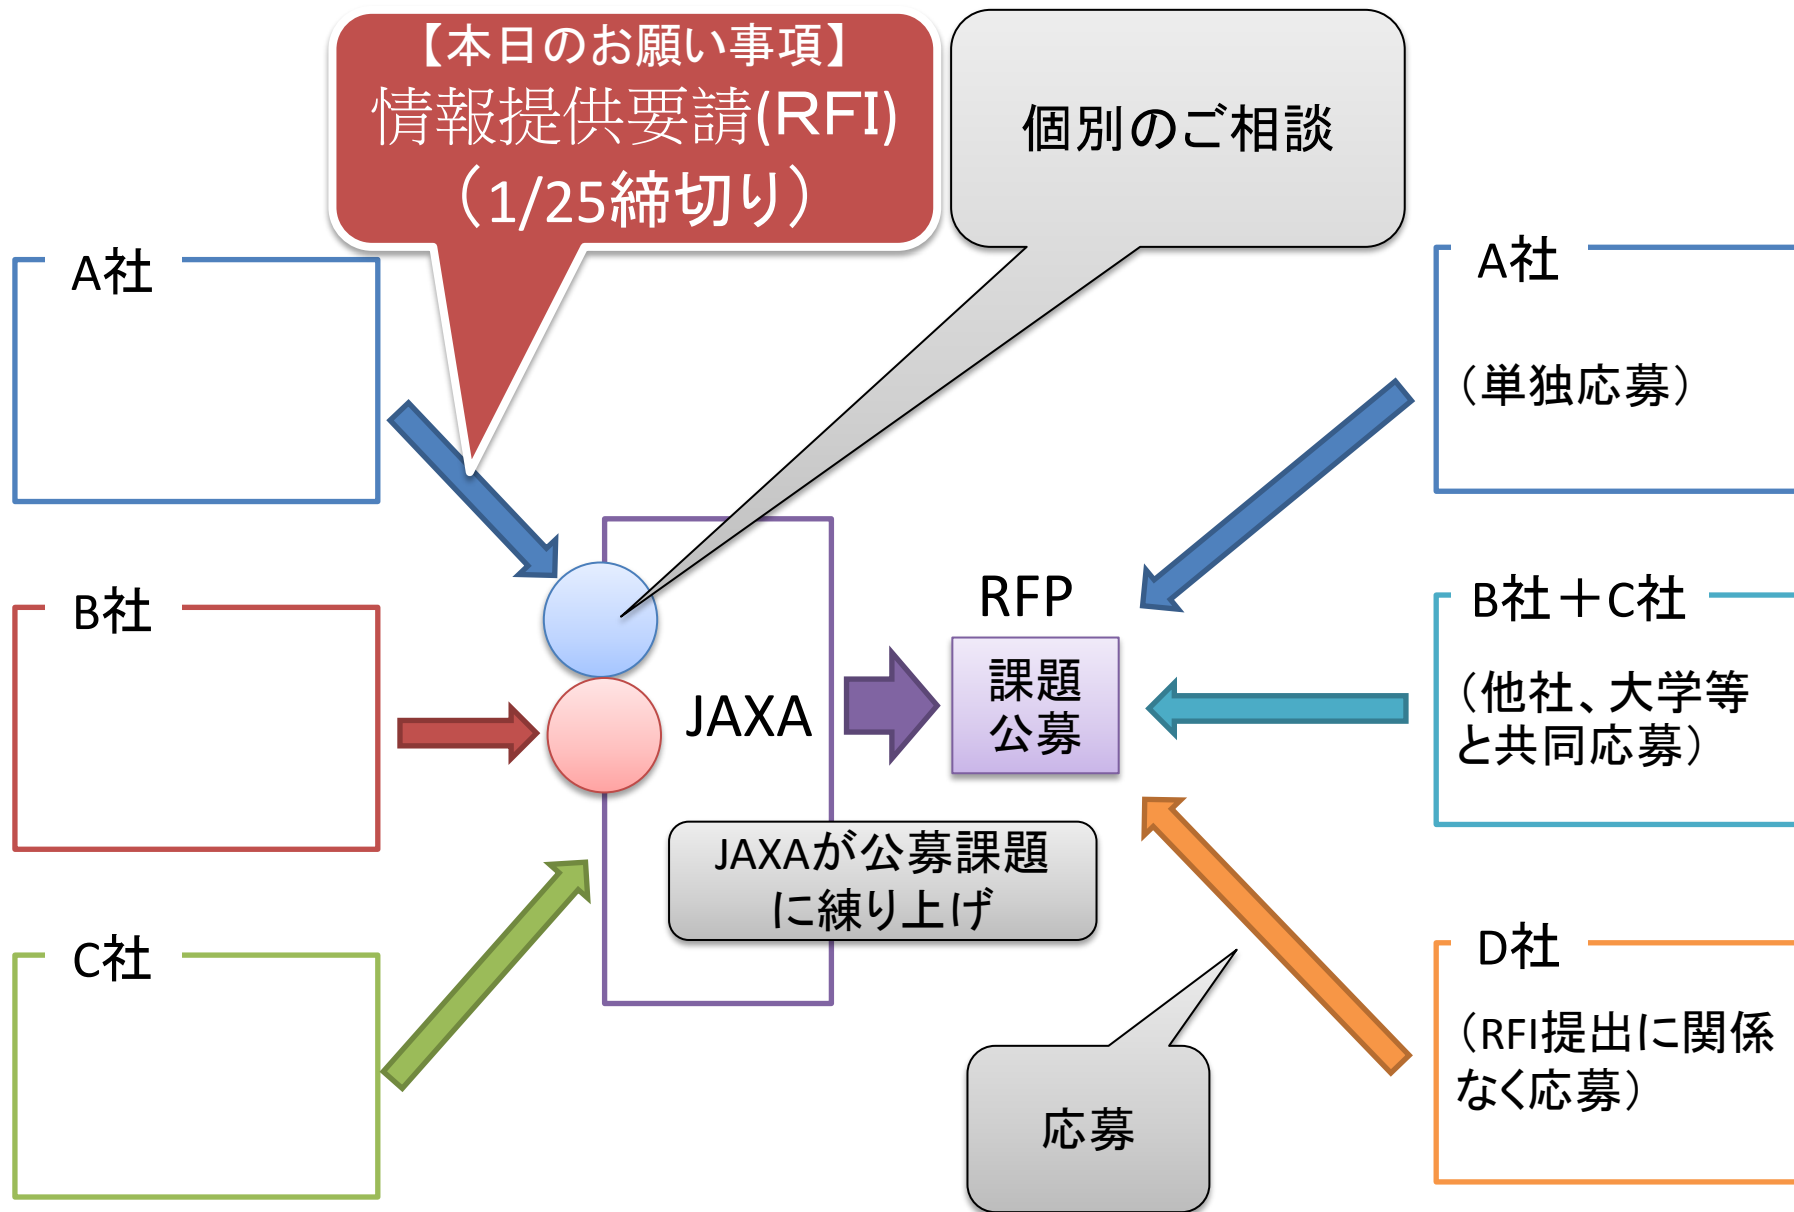 【本日のお願い事項】
情報提供要請(RFI)
（1/25締切り）
個別のご相談
A社
B社
C社
JAXA
JAXAが公募課題
に練り上げ
RFP
課題
公募
応募
A社
（単独応募）
B社＋C社
（他社、大学等
と共同応募）
D社
（RFI提出に関係
なく応募）